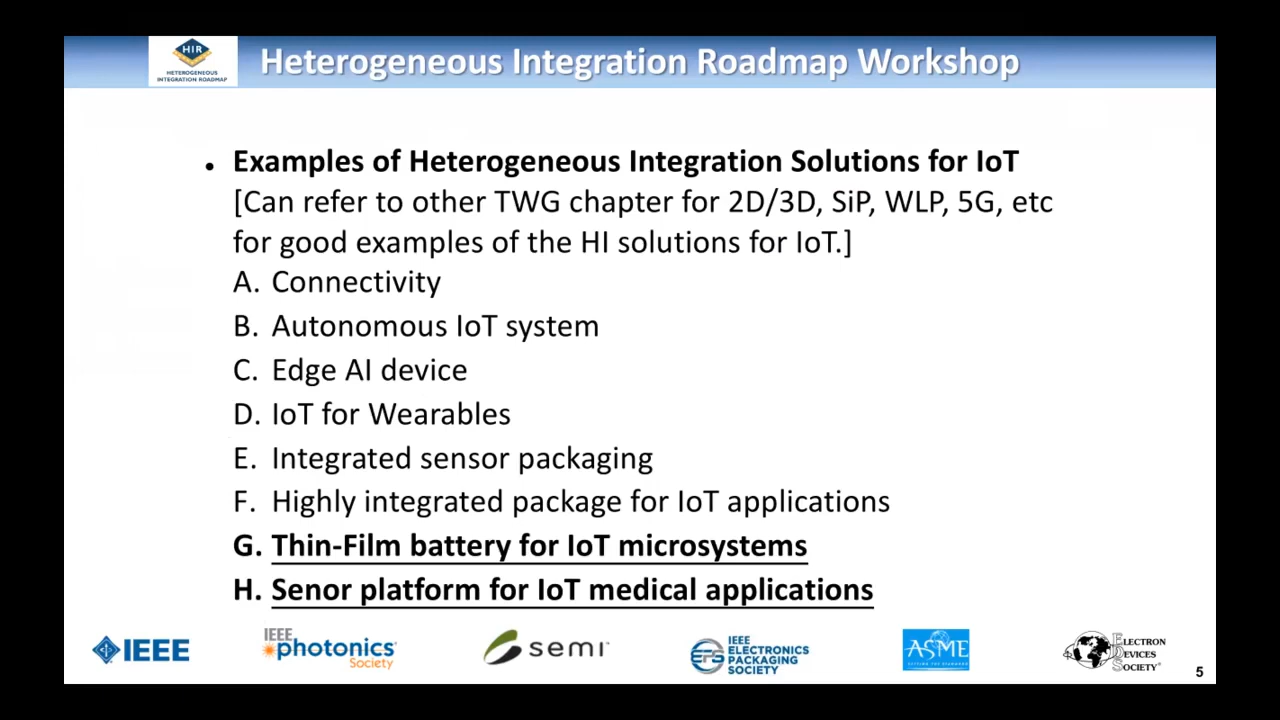 HIR
HETEROGENEOUS
INTEGRATION ROADMAP
Heterogeneous Integration Roadmap Workshop
• Examples of Heterogeneous Integration Solutions for IoT
[Can refer to other TWG chapter for 2D/3D, SiP, WLP, 5G, etc
for good examples of the HI solutions for IoT.]
A. Connectivity
B. Autonomous IoT system
C. Edge AI device
D. IoT for Wearables
E. Integrated sensor packaging
F. Highly integrated package for IoT applications
G. Thin-Film battery for IoT microsystems
H. Senor platform for IoT medical applications
IEEE
IEEE
photonics
Society
semi
EPS
IEEE
ELECTRONICS
PACKAGING
SOCIETY
ASME
ELECTRON
DEVICES
SOCIETY®
5